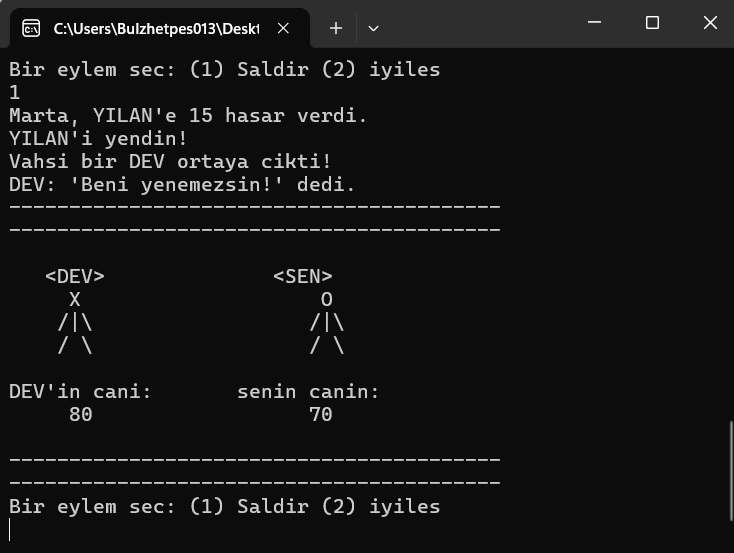 C:\Users\Bulzhetpes013\Deskt
Bir eylem sec: (1) Saldir (2) iyiles
1
Marta, YILAN'e 15 hasar verdi.
YILAN'i yendin!
Vahsi bir DEV ortaya cikti!
DEV: 'Beni yenemezsin!' dedi.
-----------------------------------------
-----------------------------------------
   <DEV>              <SEN>
     X                    O
    /|\                  /|\
    / \                  / \
DEV'in cani:       senin canin:
     80                  70
-----------------------------------------
-----------------------------------------
Bir eylem sec: (1) Saldir (2) iyiles